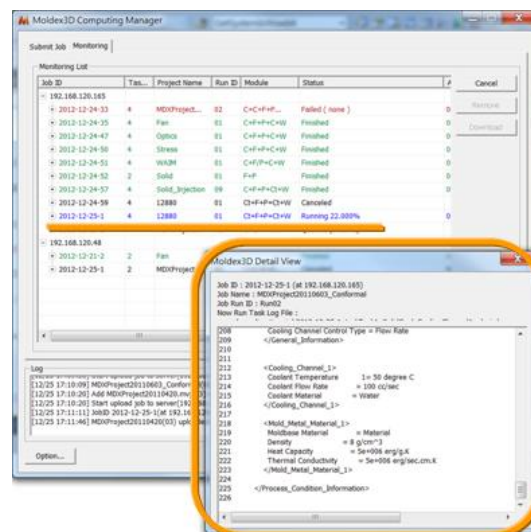 Moldex3D Computing Manager
Submit Job Monitoring
Monitoring List
Job ID Tas... Project Name Run ID Module Status
192.168.120.165
2012-12-24-33 4 MDXProject... 02 C+C+F+F... Failed ( none )
2012-12-24-35 4 Fan 01 C+F+F+C+W Finished
2012-12-24-47 4 Optics 01 C+F+F+C+W Finished
2012-12-24-50 4 Stress 01 C+F+F+C+W Finished
2012-12-24-51 4 WAIM 01 C+F/P+C+W Finished
2012-12-24-52 2 Solid 01 F+P Finished
2012-12-24-57 4 Solid_Injection 09 C+F+P+Ct+W Finished
2012-12-24-59 4 12880 01 Ct+F+P+Ct+W Canceled
2012-12-25-1 4 12880 01 Ct+F+P+Ct+W Running 22.000%
192.168.120.48
2012-12-21-2 2 Fan
2012-12-25-1 2 MDXProject
Cancel
Remove
Download
Log
[12/25 17:10:09] MDXProject20110603_Conformal(0
[12/25 17:10:20] Add MDXProject20110420.mvj
[12/25 17:10:20] Start upload job to server(192.168
[12/25 17:11:11] JobID 2012-12-25-1(at 192.16
[12/25 17:11:46] MDXProject20110420(03) uploade
Option...
Moldex3D Detail View
Job ID : 2012-12-25-1 (at 192.168.120.165)
Job Name : MDXProject20110603_Conformal
Job Run ID : Run02
Now Run Task Log File :
208 Cooling Channel Control Type = Flow Rate
209 </General_Information>
210
211
212 <Cooling_Channel_1>
213 Coolant Temperature 1= 50 degree C
214 Coolant Flow Rate = 100 cc/sec
215 Coolant Material = Water
216 </Cooling_Channel_1>
217
218 <Mold_Metal_Material_1>
219 Moldbase Material = Material
220 Density = 8 g/cm^3
221 Heat Capacity = 5e+006 erg/g.K
222 Thermal Conductivity = 5e+006 erg/sec.cm.K
223 </Mold_Metal_Material_1>
224
225 </Process_Condition_Information>
226